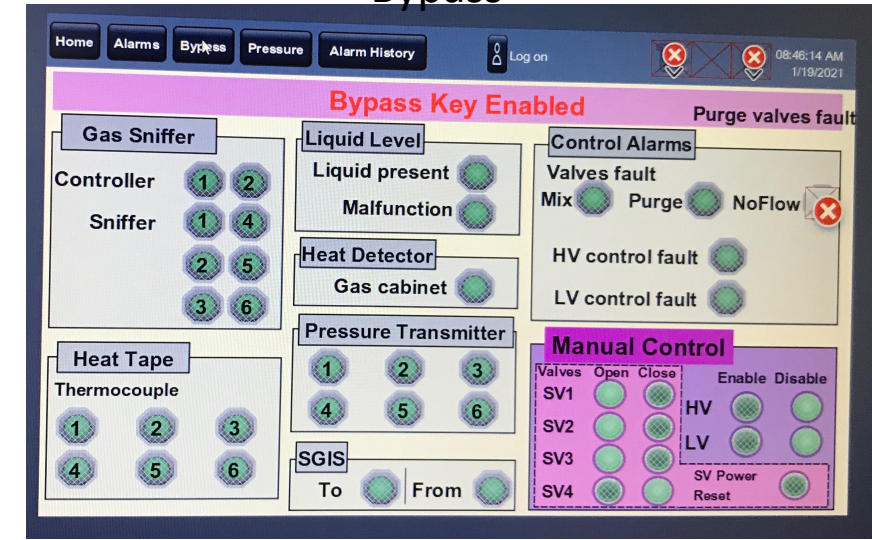 Bypass
Home Alarms Bypass Pressure Alarm History Log on 08:46:14 AM
1/19/2021
Bypass Key Enabled
Purge valves fault
Gas Sniffer
Controller 1 2
Sniffer 1 4
2 5
3 6
Liquid Level
Liquid present
Malfunction
Control Alarms
Valves fault
Mix Purge NoFlow
HV control fault
LV control fault
Heat Detector
Gas cabinet
Pressure Transmitter
1 2 3
4 5 6
Heat Tape
Thermocouple
1 2 3
4 5 6
SGIS
To From
Manual Control
Valves Open Close Enable Disable
SV1
SV2
SV3
SV4
HV
LV
SV Power
Reset